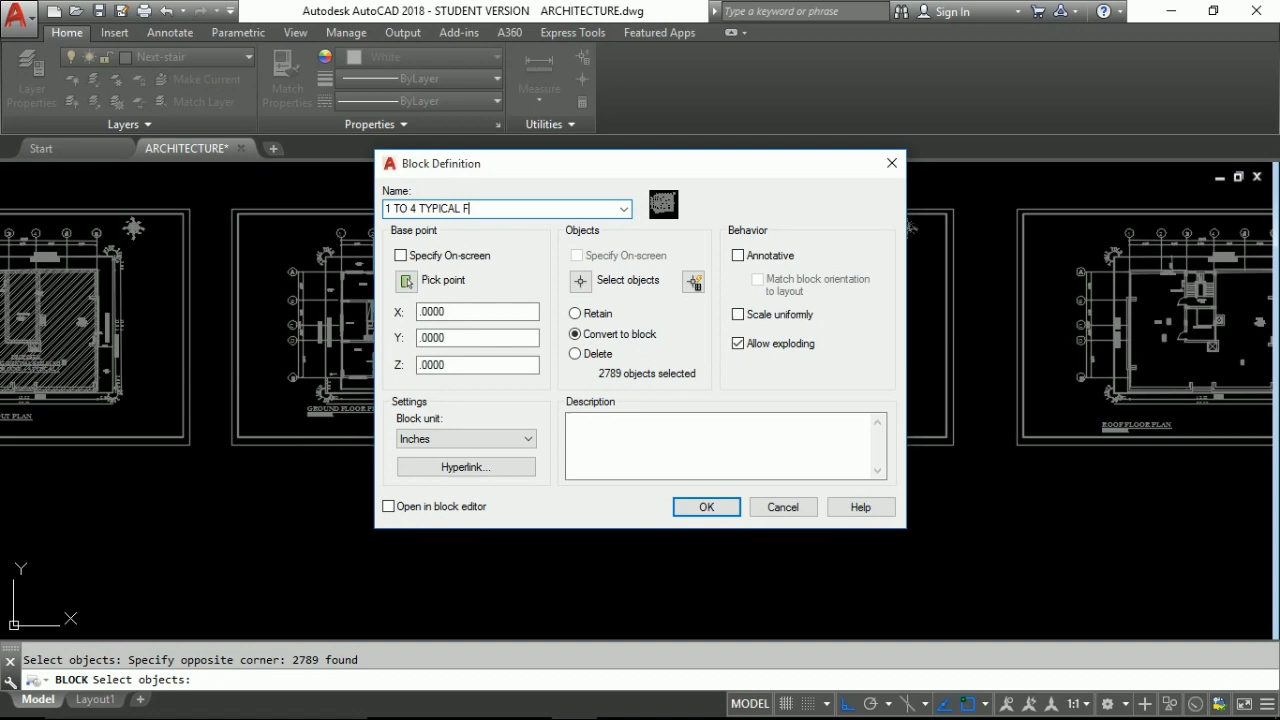 Autodesk AutoCAD 2018 - STUDENT VERSION ARCHITECTURE.dwg
Type a keyword or phrase
Sign In
Home Insert Annotate Parametric View Manage Output Add-ins A360 Express Tools Featured Apps
Next-stair
Make Current
Match Layer
Layer
Properties
Layers
Match
Properties
White
ByLayer
ByLayer
Properties
Measure
Utilities
Start
ARCHITECTURE*
Block Definition
Name:
1 TO 4 TYPICAL F
Base point
Specify On-screen
Pick point
X: .0000
Y: .0000
Z: .0000
Objects
Specify On-screen
Select objects
Retain
Convert to block
Delete
2789 objects selected
Behavior
Annotative
Match block orientation
to layout
Scale uniformly
Allow exploding
Settings
Block unit:
Inches
Hyperlink...
Description
Open in block editor
OK
Cancel
Help
UT PLAN
GROUND FLOOR
ROOF FLOOR PLAN
Y
X
Select objects: Specify opposite corner: 2789 found
BLOCK Select objects:
Model Layout1
MODEL
1:1